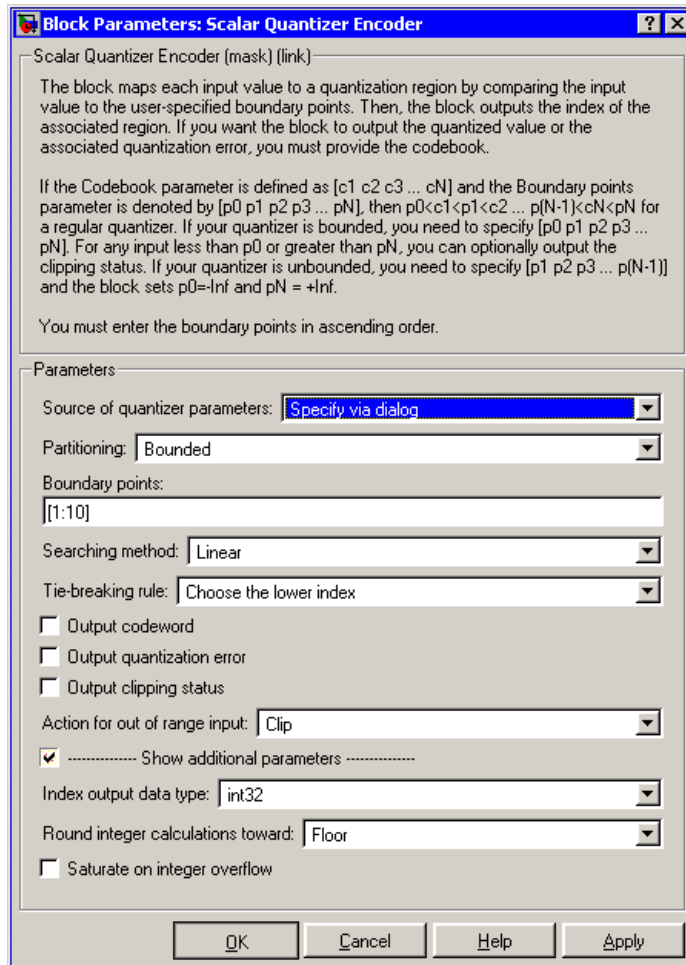 Block Parameters: Scalar Quantizer Encoder
Scalar Quantizer Encoder (mask) (link)
The block maps each input value to a quantization region by comparing the input
value to the user-specified boundary points. Then, the block outputs the index of the
associated region. If you want the block to output the quantized value or the
associated quantization error, you must provide the codebook.
If the Codebook parameter is defined as [c1 c2 c3 ... cN] and the Boundary points
parameter is denoted by [p0 p1 p2 p3 ... pN], then p0<c1<p1<c2 ... p(N-1)<cN<pN for
a regular quantizer. If your quantizer is bounded, you need to specify [p0 p1 p2 p3 ...
pN]. For any input less than p0 or greater than pN, you can optionally output the
clipping status. If your quantizer is unbounded, you need to specify [p1 p2 p3 ... p(N-1)]
and the block sets p0=-Inf and pN = +Inf.
You must enter the boundary points in ascending order.
Parameters
Source of quantizer parameters: Specify via dialog
Partitioning: Bounded
Boundary points:
[1:10]
Searching method: Linear
Tie-breaking rule: Choose the lower index
Output codeword
Output quantization error
Output clipping status
Action for out of range input: Clip
--------------- Show additional parameters ---------------
Index output data type: int32
Round integer calculations toward: Floor
Saturate on integer overflow
OK Cancel Help Apply